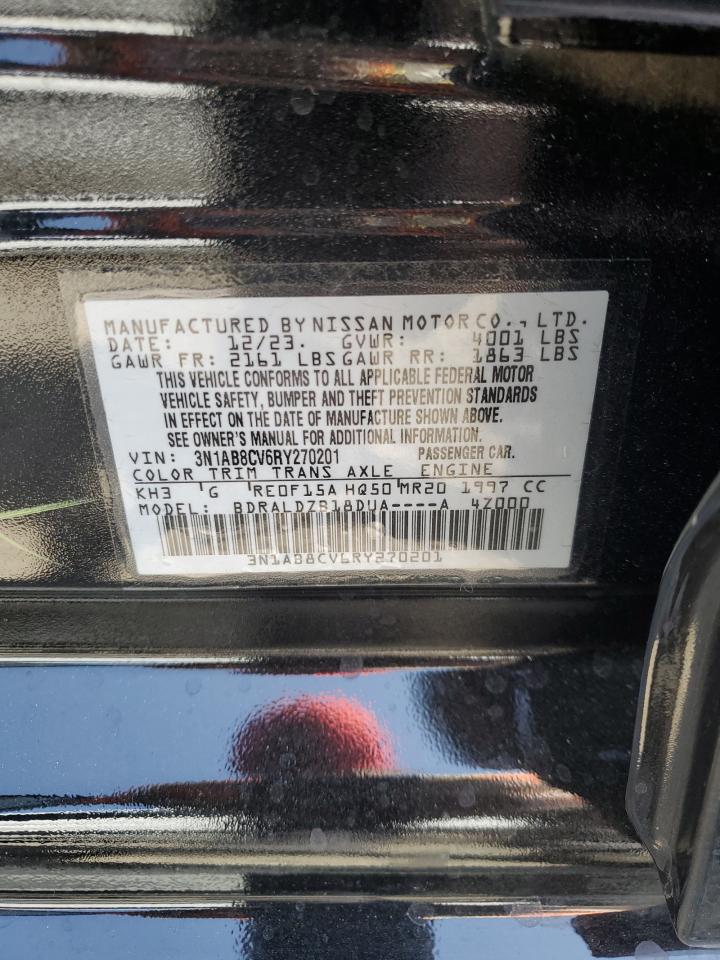 MANUFACTURED BY NISSAN MOTOR CO., LTD.
DATE: 12/23. GVWR: 4001 LBS
GAWR FR: 2161 LBS GAWR RR: 1863 LBS
THIS VEHICLE CONFORMS TO ALL APPLICABLE FEDERAL MOTOR
VEHICLE SAFETY, BUMPER AND THEFT PREVENTION STANDARDS
IN EFFECT ON THE DATE OF MANUFACTURE SHOWN ABOVE.
SEE OWNER'S MANUAL FOR ADDITIONAL INFORMATION.
VIN: 3N1AB8CV6RY270201 PASSENGER CAR.
COLOR TRIM TRANS AXLE ENGINE
KH3 G RE0F15A HQ50 MR20 1997 CC
MODEL: BDRALDZB18DUA----A 4Z000
3N1AB8CV6RY270201